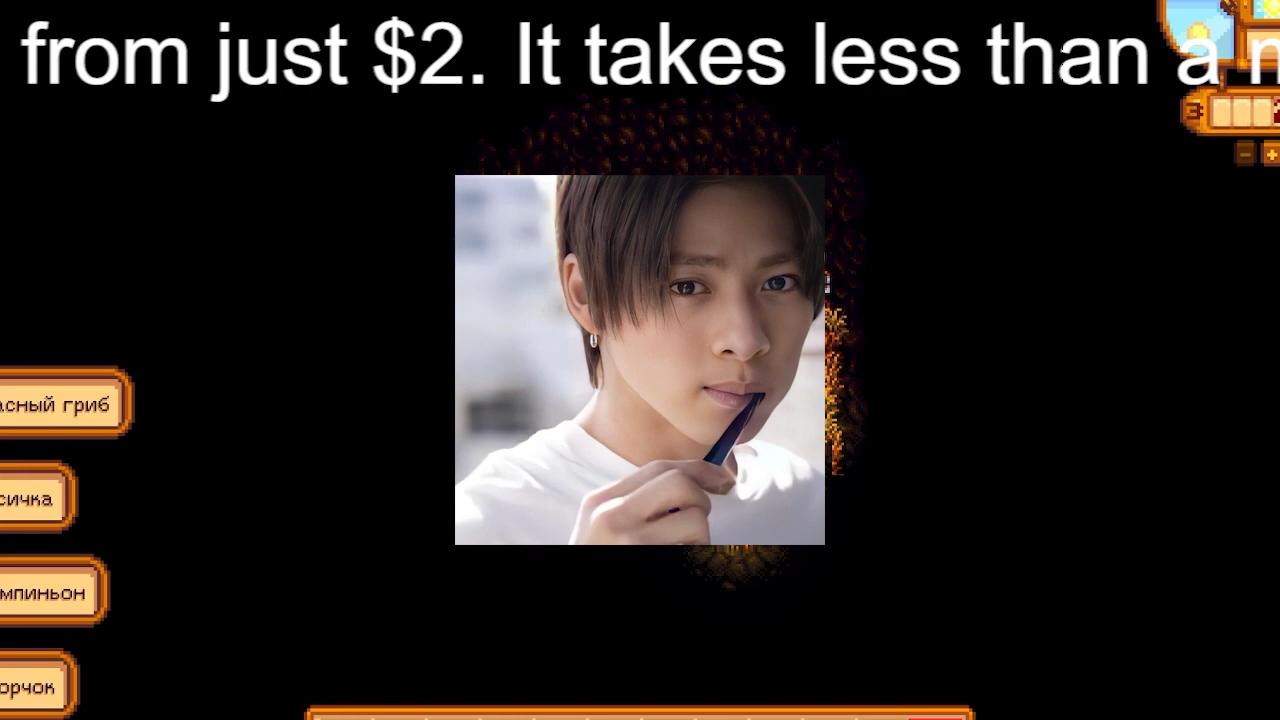 from just $2. It takes less than a
асный гриб
сичка
мпиньон
орчок